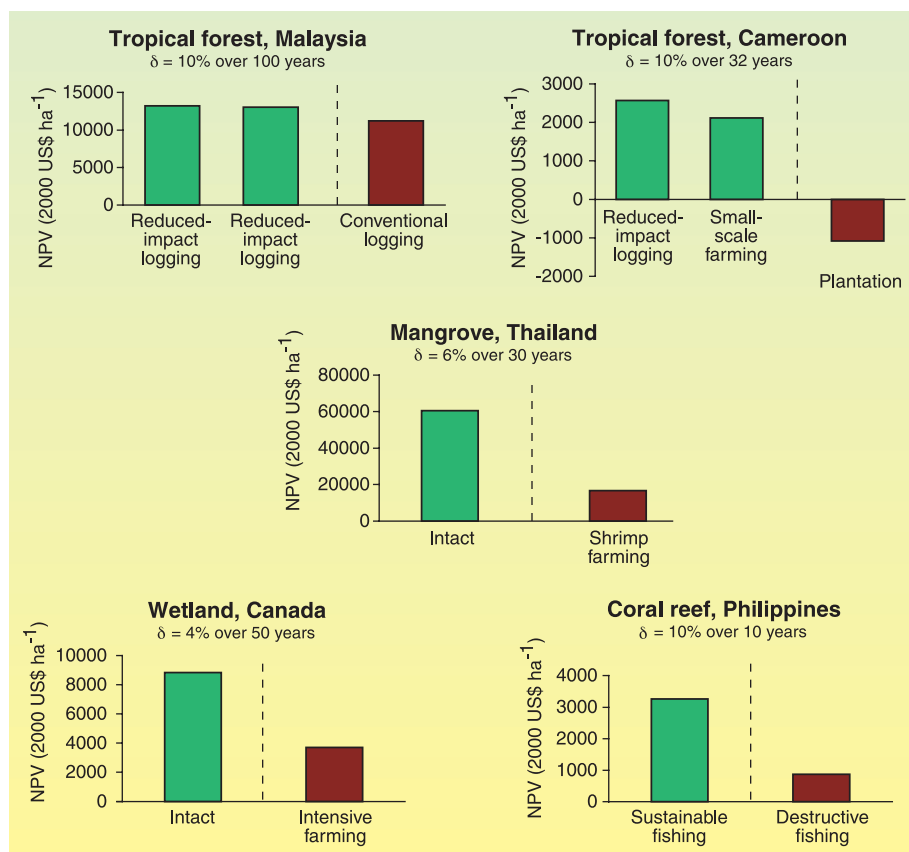 Tropical forest, Malaysia
δ = 10% over 100 years
NPV (2000 US$ ha⁻¹)
15000
10000
5000
0
Reduced-
impact
logging
Reduced-
impact
logging
Conventional
logging
Tropical forest, Cameroon
δ = 10% over 32 years
NPV (2000 US$ ha⁻¹)
3000
2000
1000
0
-1000
-2000
Reduced-
impact
logging
Small-
scale
farming
Plantation
Mangrove, Thailand
δ = 6% over 30 years
NPV (2000 US$ ha⁻¹)
80000
60000
40000
20000
0
Intact
Shrimp
farming
Wetland, Canada
δ = 4% over 50 years
NPV (2000 US$ ha⁻¹)
10000
8000
6000
4000
2000
0
Intact
Intensive
farming
Coral reef, Philippines
δ = 10% over 10 years
NPV (2000 US$ ha⁻¹)
4000
3000
2000
1000
0
Sustainable
fishing
Destructive
fishing